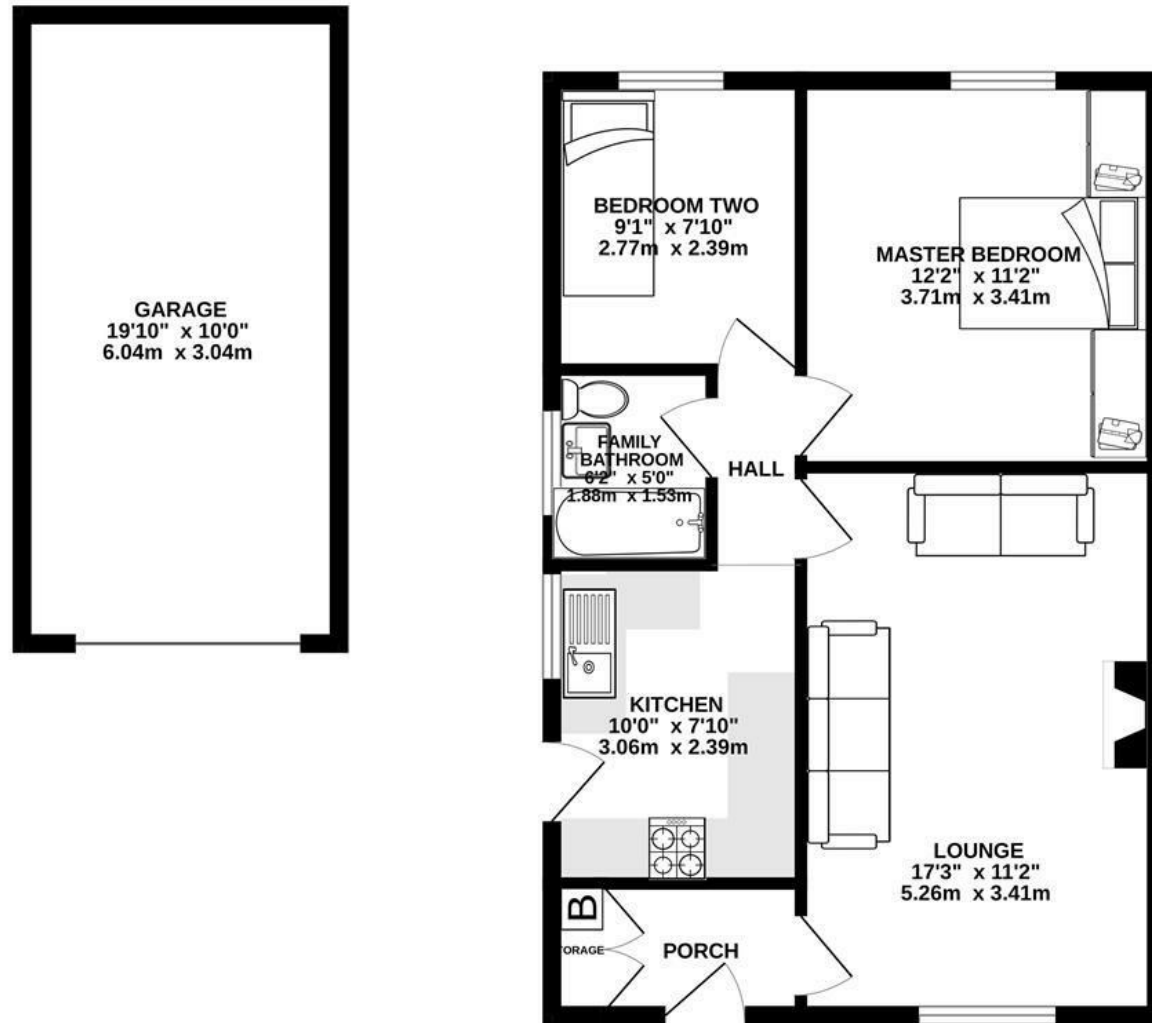 GARAGE
19'10" x 10'0"
6.04m x 3.04m
BEDROOM TWO
9'1" x 7'10"
2.77m x 2.39m
MASTER BEDROOM
12'2" x 11'2"
3.71m x 3.41m
FAMILY
BATHROOM
6'2" x 5'0"
1.88m x 1.53m
HALL
KITCHEN
10'0" x 7'10"
3.06m x 2.39m
LOUNGE
17'3" x 11'2"
5.26m x 3.41m
B
TORAGE
PORCH